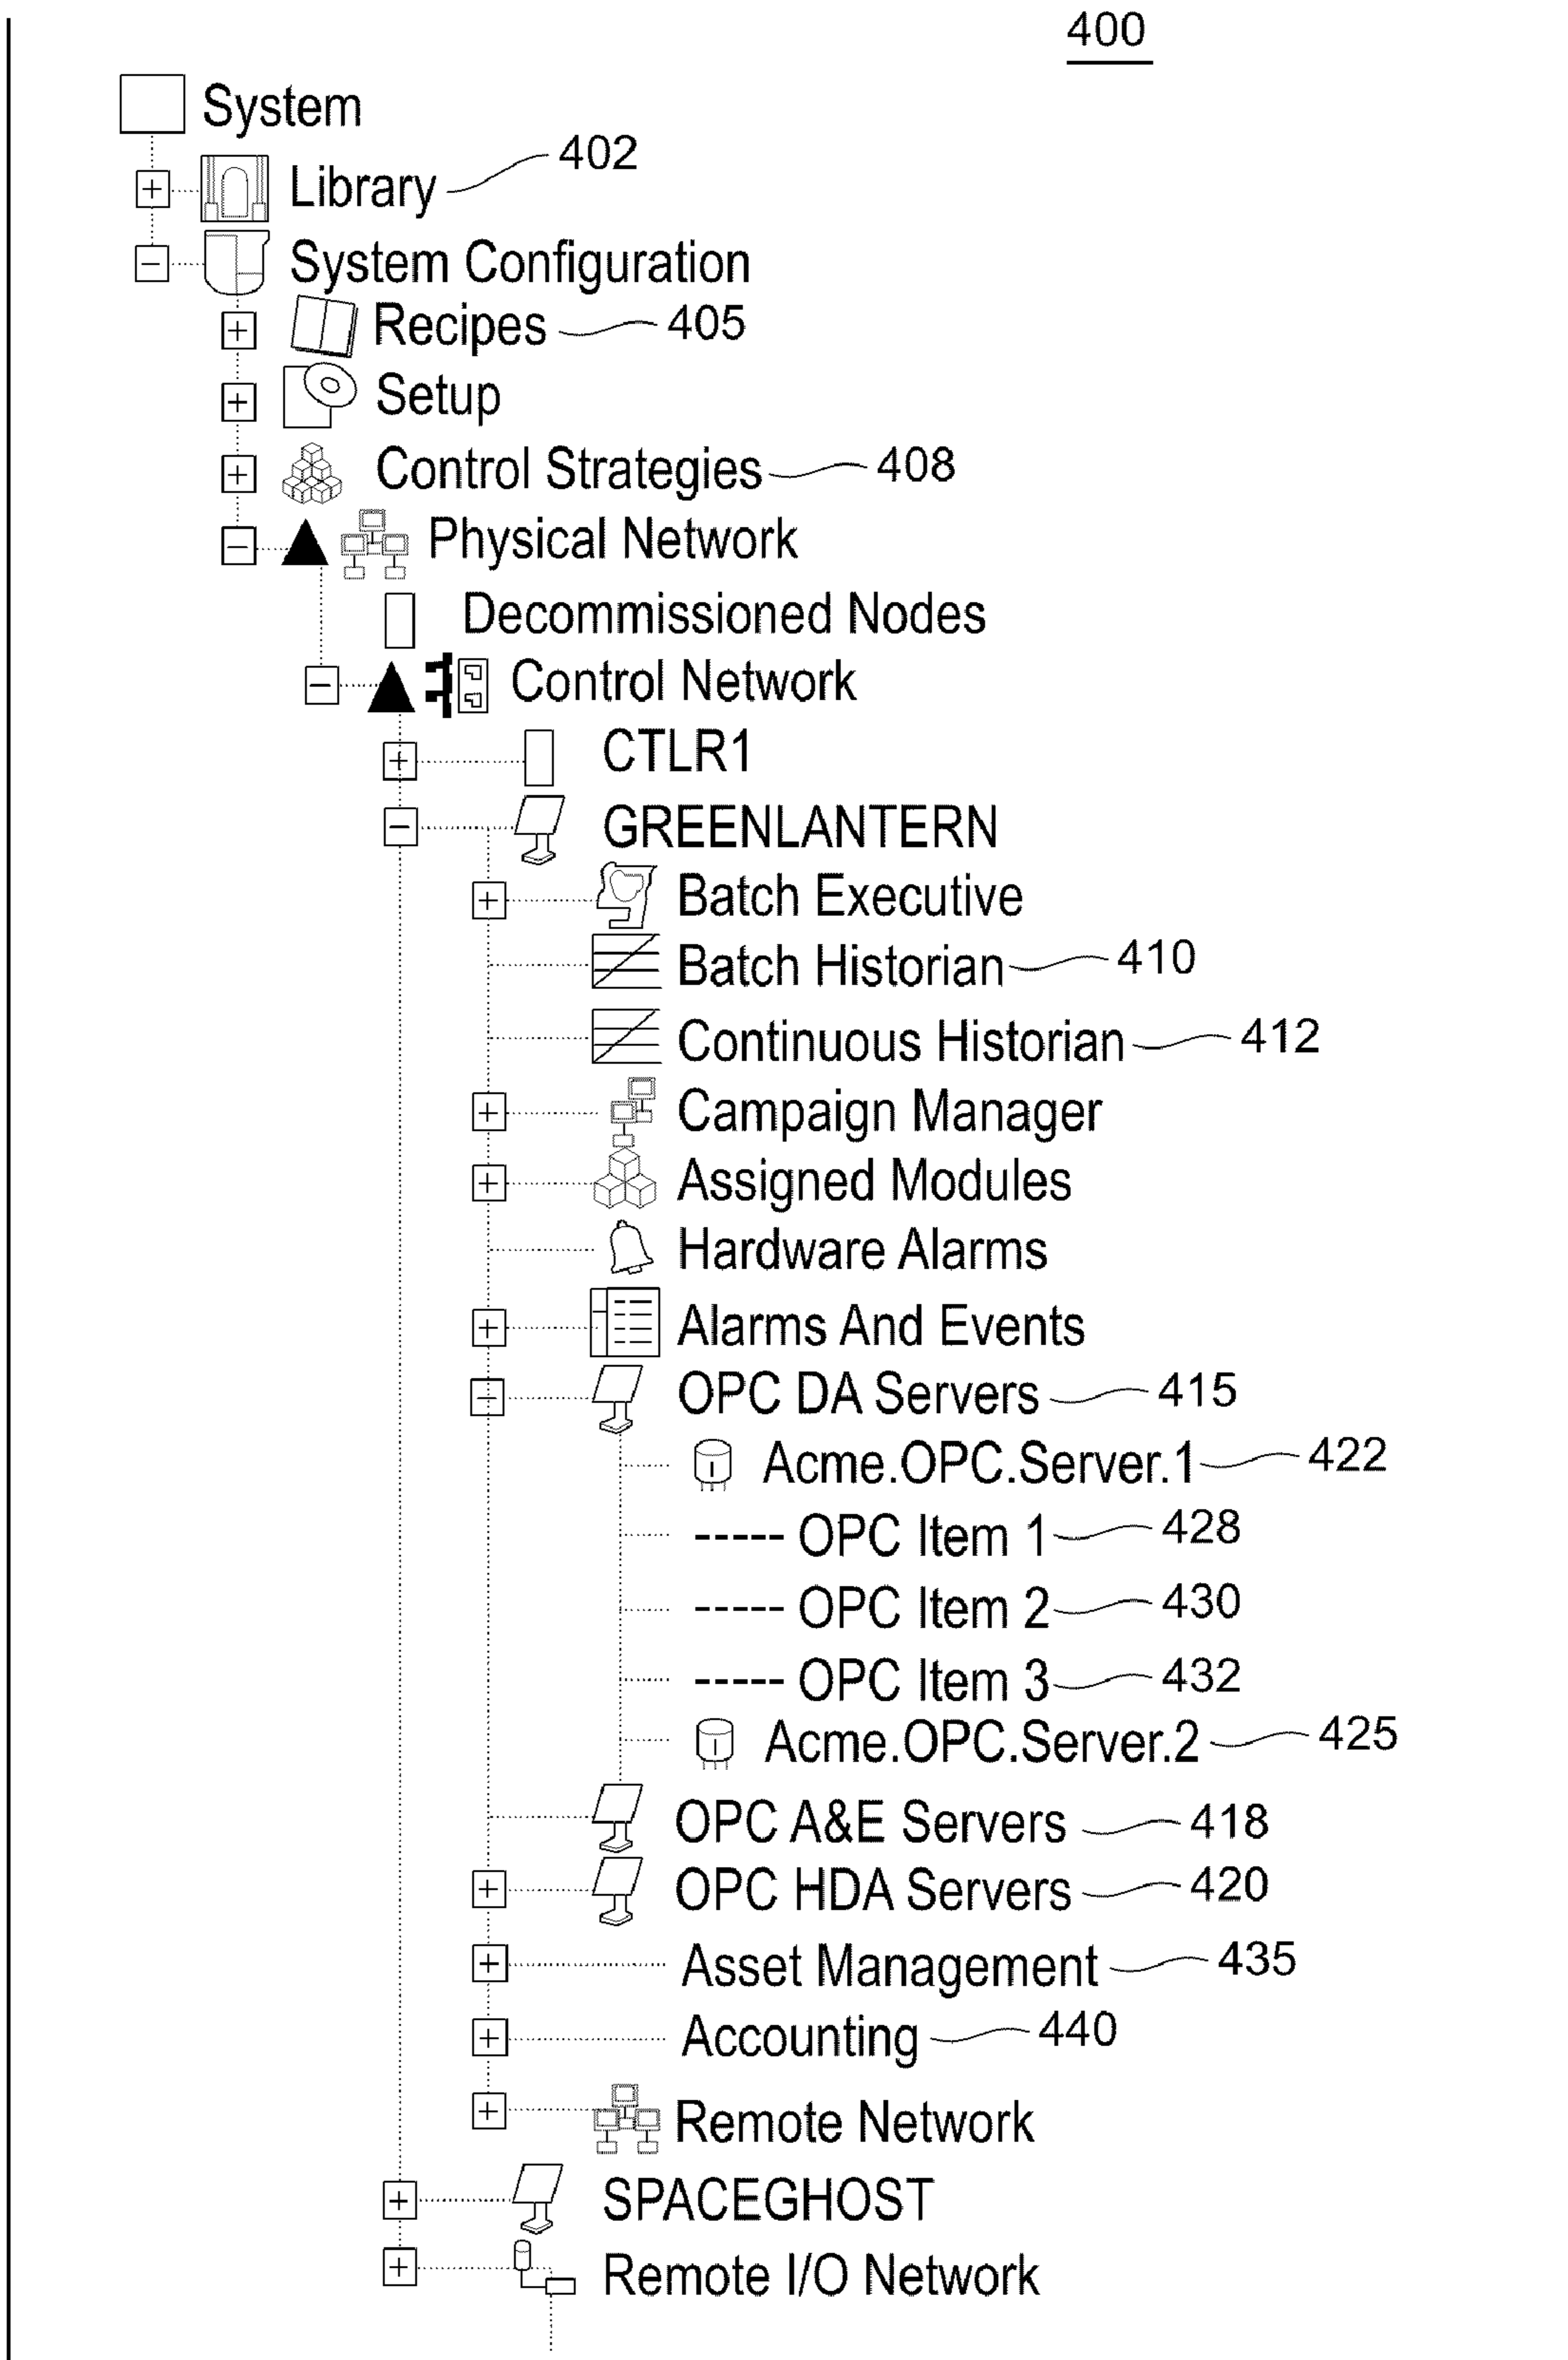 400
System
Library 402
System Configuration
Recipes 405
Setup
Control Strategies 408
Physical Network
Decommissioned Nodes
Control Network
CTLR1
GREENLANTERN
Batch Executive
Batch Historian 410
Continuous Historian 412
Campaign Manager
Assigned Modules
Hardware Alarms
Alarms And Events
OPC DA Servers 415
Acme.OPC.Server.1 422
----- OPC Item 1 428
----- OPC Item 2 430
----- OPC Item 3 432
Acme.OPC.Server.2 425
OPC A&E Servers 418
OPC HDA Servers 420
Asset Management 435
Accounting 440
Remote Network
SPACEGHOST
Remote I/O Network